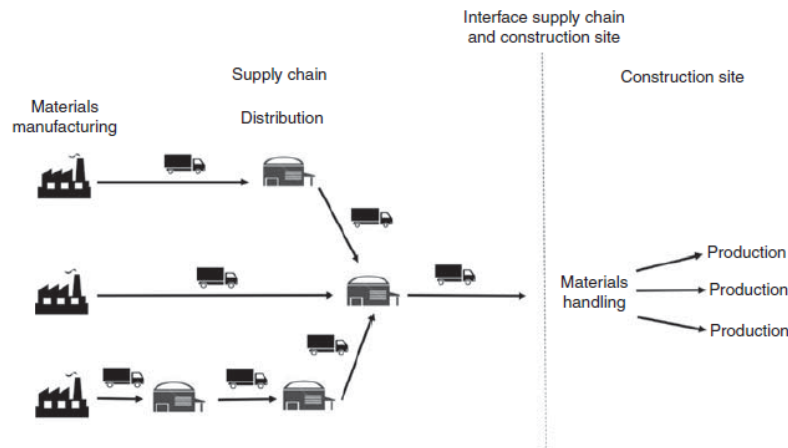 Interface supply chain
and construction site
Supply chain
Construction site
Materials
manufacturing
Distribution
Materials
handling
Production
Production
Production